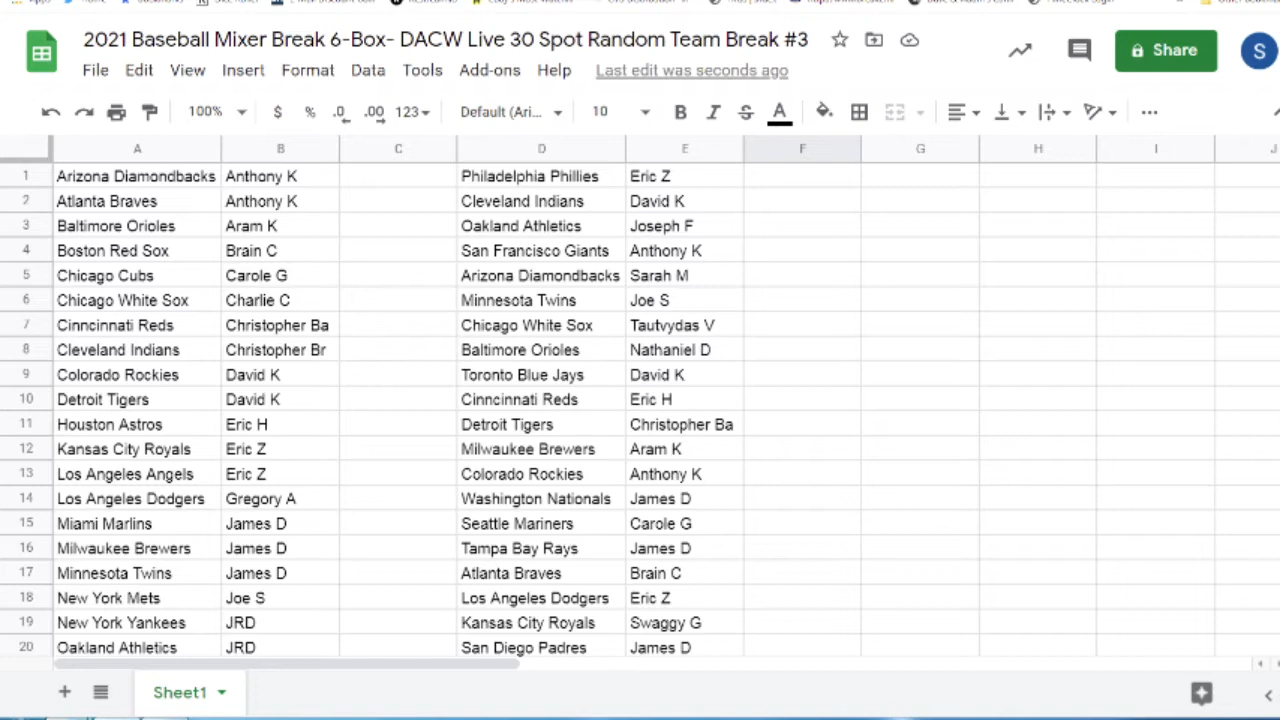 2021 Baseball Mixer Break 6-Box- DACW Live 30 Spot Random Team Break #3
Share
S
File Edit View Insert Format Data Tools Add-ons Help Last edit was seconds ago
100% $ % .0 .00 123 Default (Ari... 10 B I S A ...
A B C D E F G H I J
1 Arizona Diamondbacks Anthony K Philadelphia Phillies Eric Z
2 Atlanta Braves Anthony K Cleveland Indians David K
3 Baltimore Orioles Aram K Oakland Athletics Joseph F
4 Boston Red Sox Brain C San Francisco Giants Anthony K
5 Chicago Cubs Carole G Arizona Diamondbacks Sarah M
6 Chicago White Sox Charlie C Minnesota Twins Joe S
7 Cinncinnati Reds Christopher Ba Chicago White Sox Tautvydas V
8 Cleveland Indians Christopher Br Baltimore Orioles Nathaniel D
9 Colorado Rockies David K Toronto Blue Jays David K
10 Detroit Tigers David K Cinncinnati Reds Eric H
11 Houston Astros Eric H Detroit Tigers Christopher Ba
12 Kansas City Royals Eric Z Milwaukee Brewers Aram K
13 Los Angeles Angels Eric Z Colorado Rockies Anthony K
14 Los Angeles Dodgers Gregory A Washington Nationals James D
15 Miami Marlins James D Seattle Mariners Carole G
16 Milwaukee Brewers James D Tampa Bay Rays James D
17 Minnesota Twins James D Atlanta Braves Brain C
18 New York Mets Joe S Los Angeles Dodgers Eric Z
19 New York Yankees JRD Kansas City Royals Swaggy G
20 Oakland Athletics JRD San Diego Padres James D
Sheet1